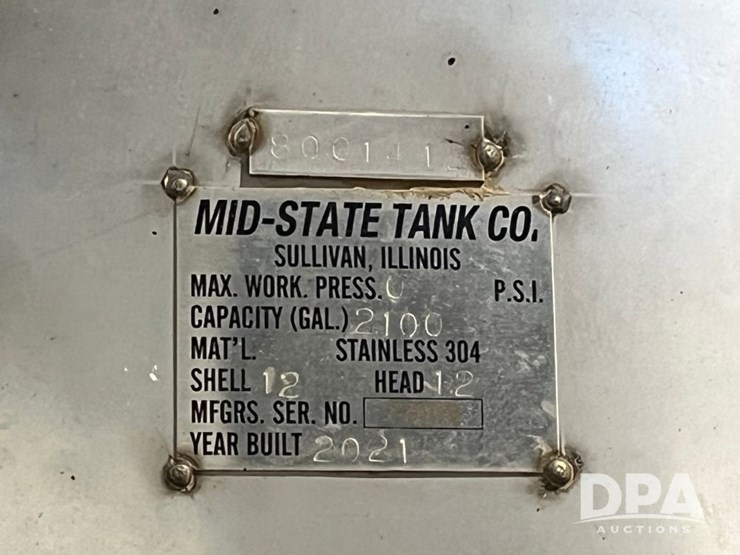 MID-STATE TANK CO.
SULLIVAN, ILLINOIS
MAX. WORK. PRESS. 0 P.S.I.
CAPACITY (GAL.) 2100
MAT'L. STAINLESS 304
SHELL 12 HEAD 12
MFGRS. SER. NO.
YEAR BUILT 2021
DPA
AUCTIONS